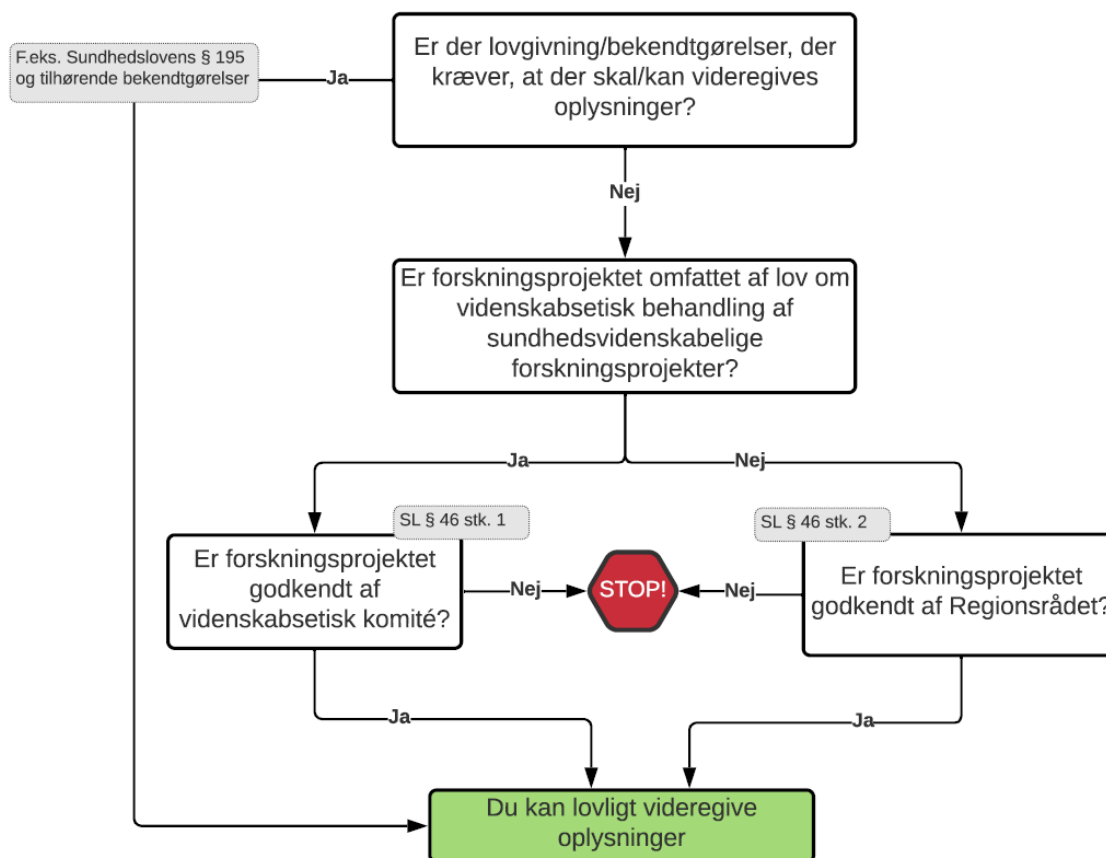 Er der lovgivning/bekendtgørelser, der
kræver, at der skal/kan videregives
oplysninger?
F.eks. Sundhedslovens § 195
og tilhørende bekendtgørelser
Ja
Nej
Er forskningsprojektet omfattet af lov om
videnskabsetisk behandling af
sundhedsvidenskabelige
forskningsprojekter?
Ja
Nej
SL § 46 stk. 1
Er forskningsprojektet
godkendt af
videnskabsetisk komité?
Nej
STOP!
Nej
SL § 46 stk. 2
Er forskningsprojektet
godkendt af Regionsrådet?
Ja
Ja
Du kan lovligt videregive
oplysninger